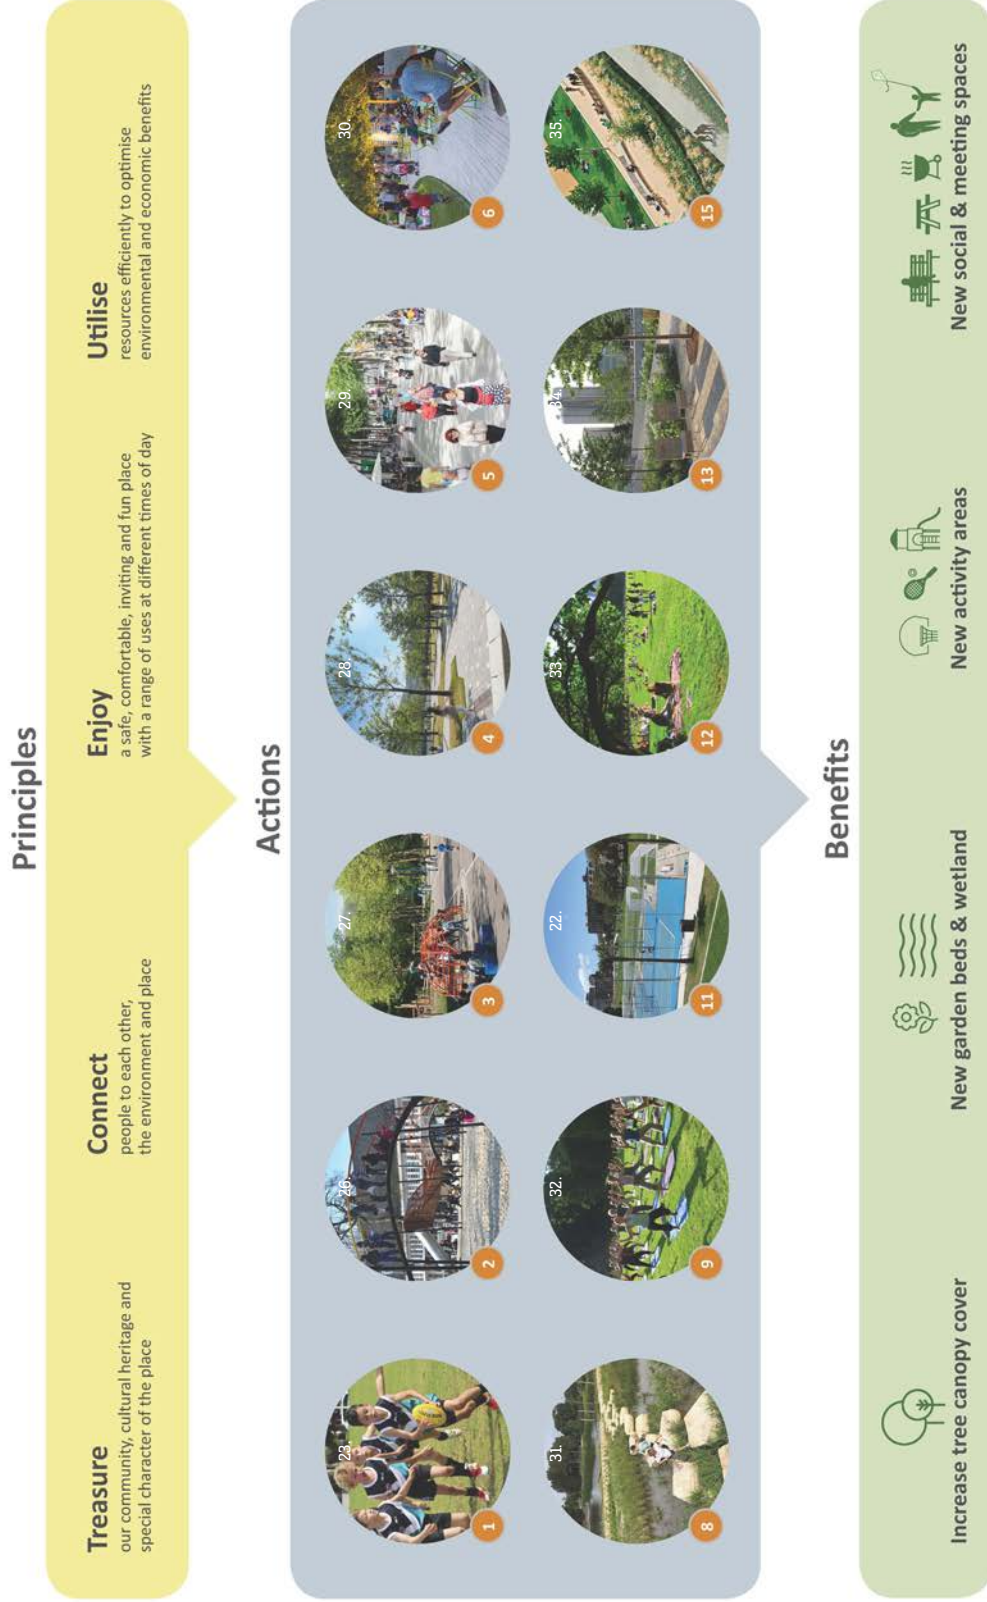 Principles
Treasure
our community, cultural heritage and
special character of the place
Connect
people to each other,
the environment and place
Enjoy
a safe, comfortable, inviting and fun place
with a range of uses at different times of day
Utilise
resources efficiently to optimise
environmental and economic benefits
Actions
23.
1
26.
2
27.
3
28.
4
29.
5
30.
6
31.
8
32.
9
22.
11
33.
12
34.
13
35.
15
Benefits
Increase tree canopy cover
New garden beds & wetland
New activity areas
New social & meeting spaces